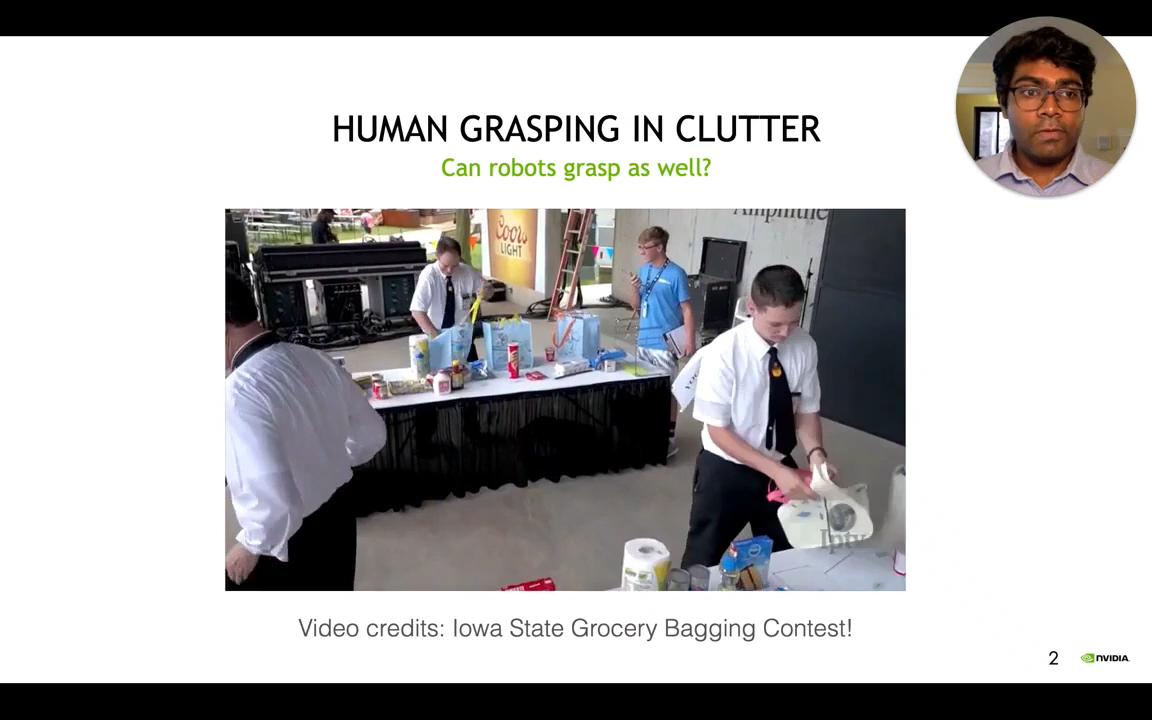 HUMAN GRASPING IN CLUTTER
Can robots grasp as well?
Coors
LIGHT
Video credits: Iowa State Grocery Bagging Contest!
2
NVIDIA.